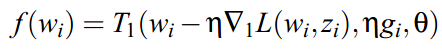 f(w_i) = T_1(w_i − η∇_1L(w_i, z_i), ηg_i, θ)